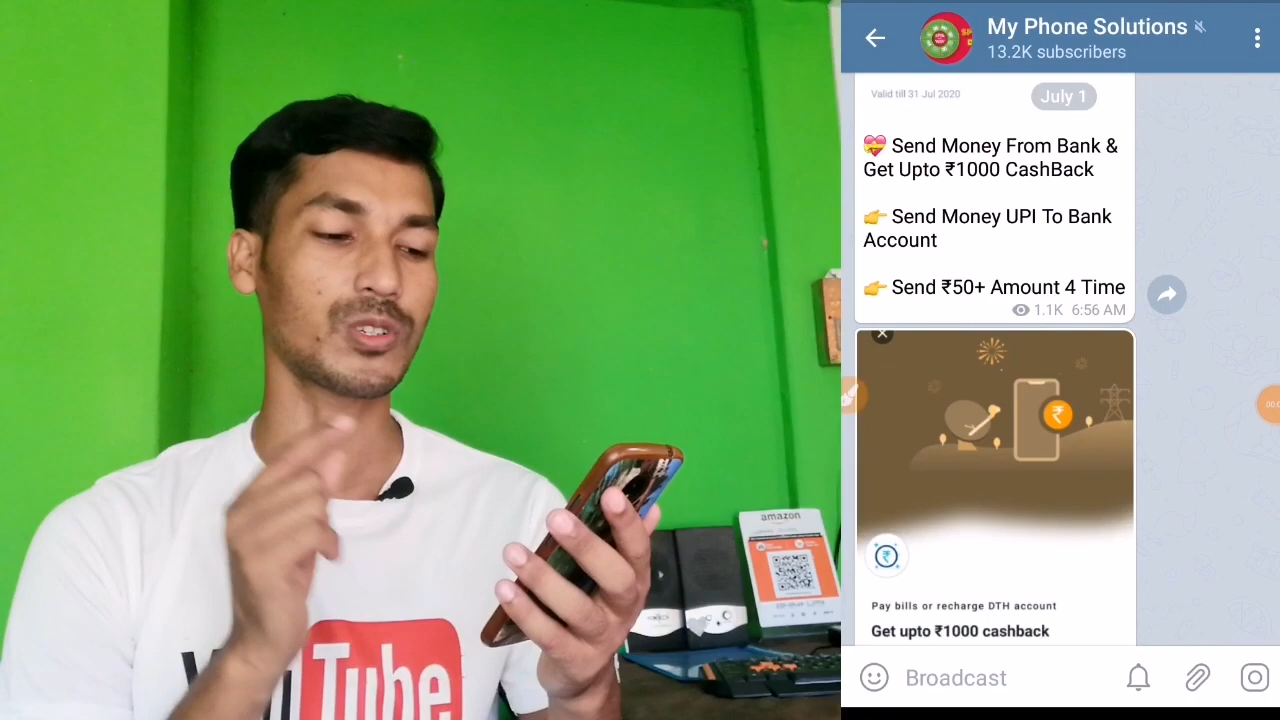 My Phone Solutions
13.2K subscribers
Valid till 31 Jul 2020
July 1
💝 Send Money From Bank &
Get Upto ₹1000 CashBack
👉 Send Money UPI To Bank
Account
👉 Send ₹50+ Amount 4 Time
1.1K 6:56 AM
₹
₹
Pay bills or recharge DTH account
Get upto ₹1000 cashback
Broadcast
amazon
YouTube